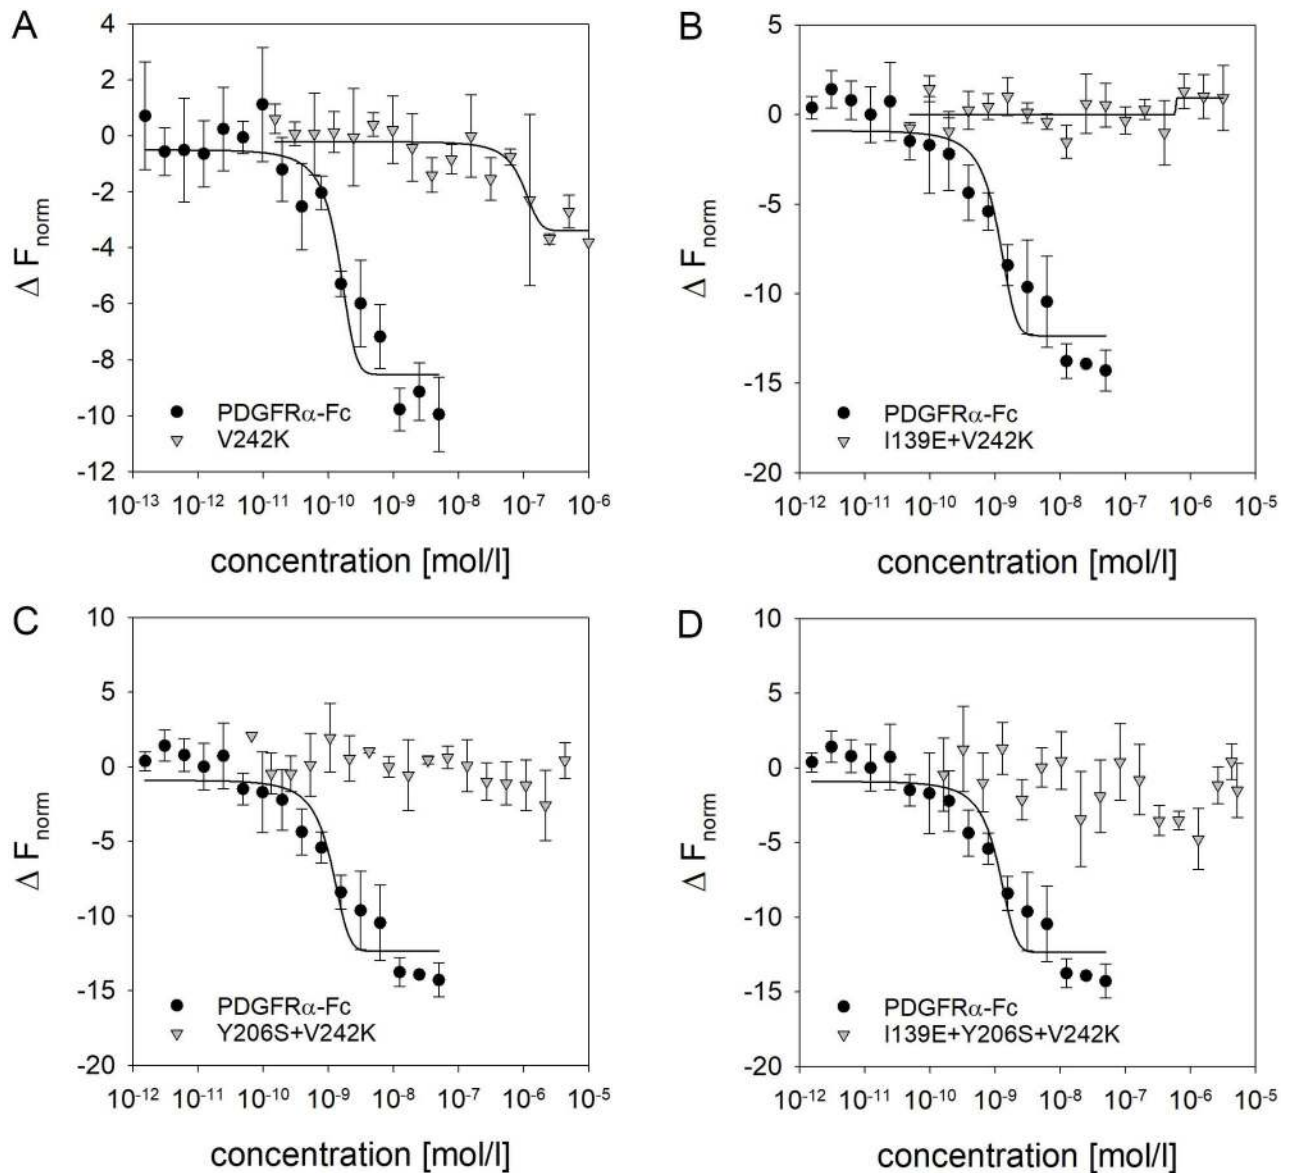 A
4
2
0
-2
-4
-6
-8
-10
-12
Δ F_norm
PDGFRα-Fc
V242K
10^-13 10^-12 10^-11 10^-10 10^-9 10^-8 10^-7 10^-6
concentration [mol/l]
B
5
0
-5
-10
-15
-20
Δ F_norm
PDGFRα-Fc
I139E+V242K
10^-12 10^-11 10^-10 10^-9 10^-8 10^-7 10^-6 10^-5
concentration [mol/l]
C
10
5
0
-5
-10
-15
-20
Δ F_norm
PDGFRα-Fc
Y206S+V242K
10^-12 10^-11 10^-10 10^-9 10^-8 10^-7 10^-6 10^-5
concentration [mol/l]
D
10
5
0
-5
-10
-15
-20
Δ F_norm
PDGFRα-Fc
I139E+Y206S+V242K
10^-12 10^-11 10^-10 10^-9 10^-8 10^-7 10^-6 10^-5
concentration [mol/l]